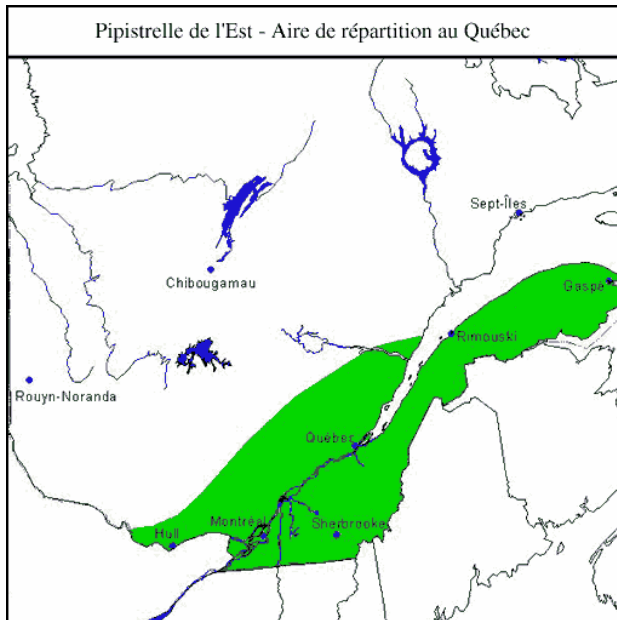 Pipistrelle de l'Est - Aire de répartition au Québec
Sept-Îles
Chibougamau
Gaspé
Rimouski
Rouyn-Noranda
Québec
Montréal
Sherbrooke
Hull